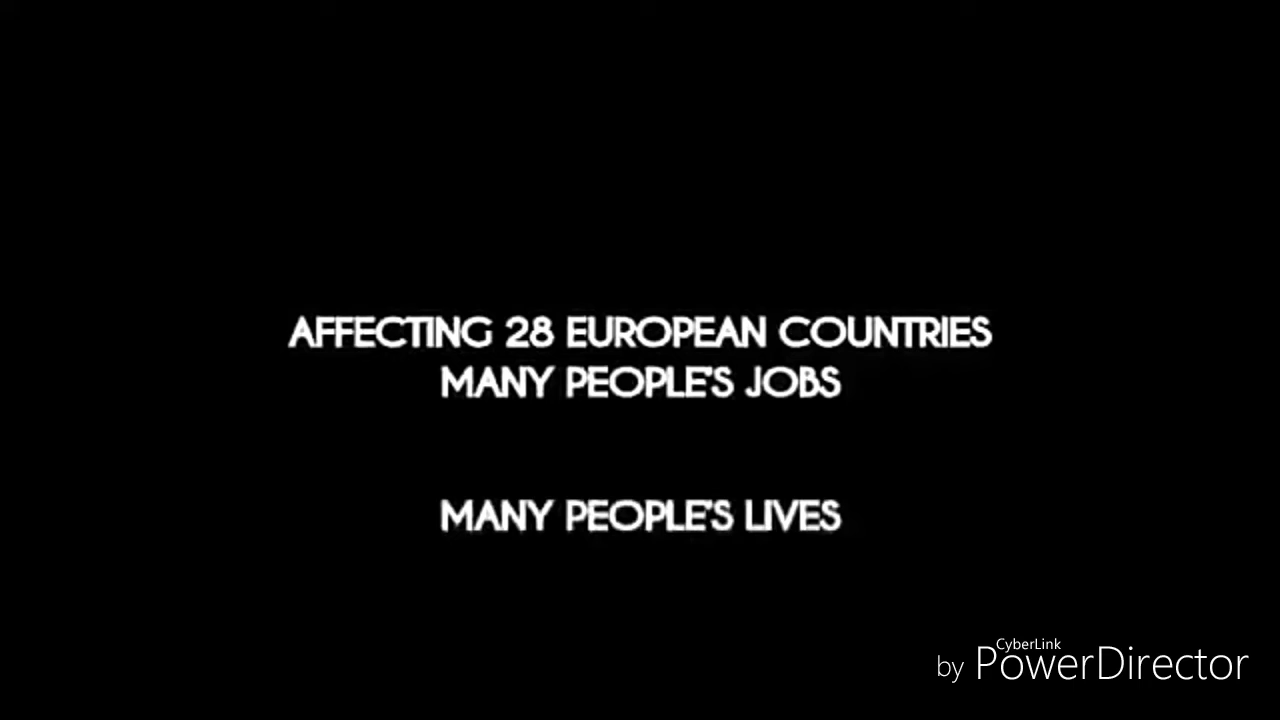 AFFECTING 28 EUROPEAN COUNTRIES
MANY PEOPLE'S JOBS
MANY PEOPLE'S LIVES
CyberLink
by PowerDirector